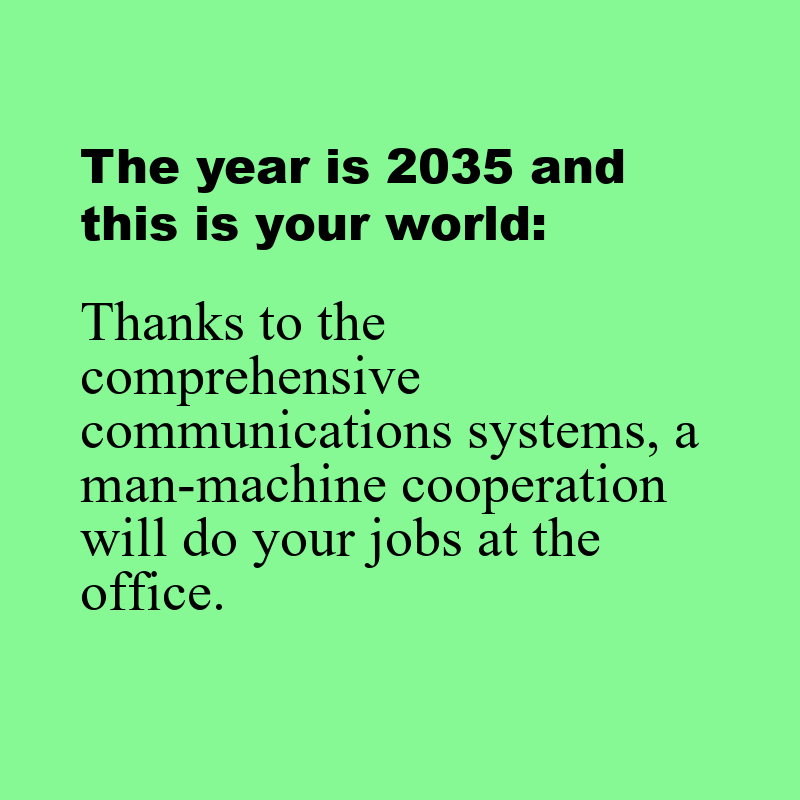 The year is 2035 and
this is your world:
Thanks to the
comprehensive
communications systems, a
man-machine cooperation
will do your jobs at the
office.